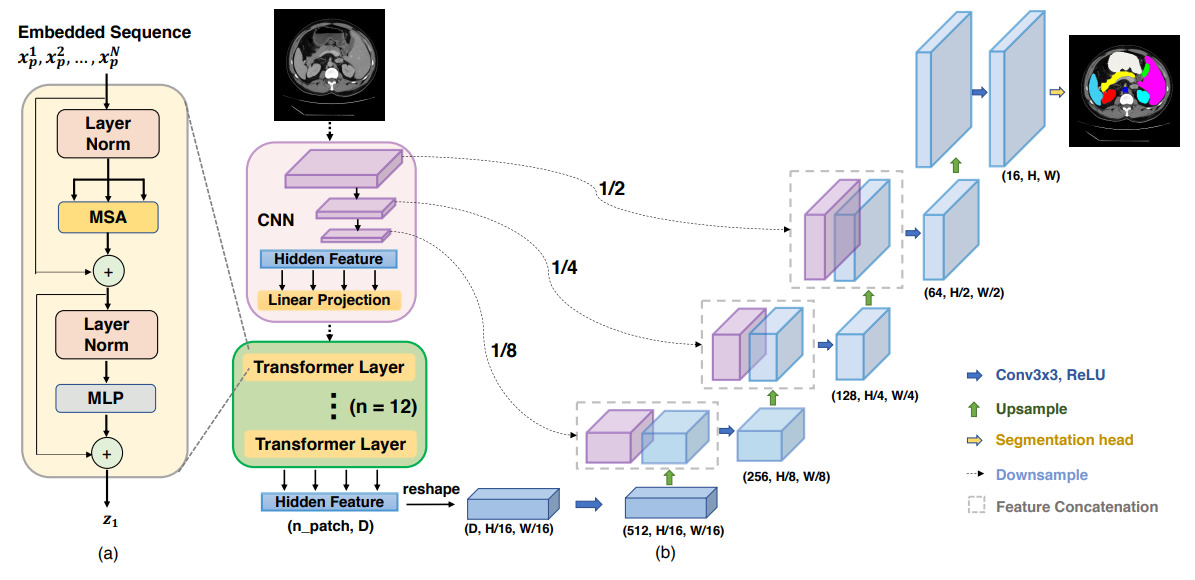 Embedded Sequence
x_p^1, x_p^2, ..., x_p^N
Layer
Norm
MSA
+
Layer
Norm
MLP
+
z_1
(a)
CNN
Hidden Feature
Linear Projection
Transformer Layer
(n = 12)
Transformer Layer
Hidden Feature
(n_patch, D)
reshape
(D, H/16, W/16)
(512, H/16, W/16)
(b)
1/2
1/4
1/8
(256, H/8, W/8)
(128, H/4, W/4)
(64, H/2, W/2)
(16, H, W)
Conv3x3, ReLU
Upsample
Segmentation head
Downsample
Feature Concatenation